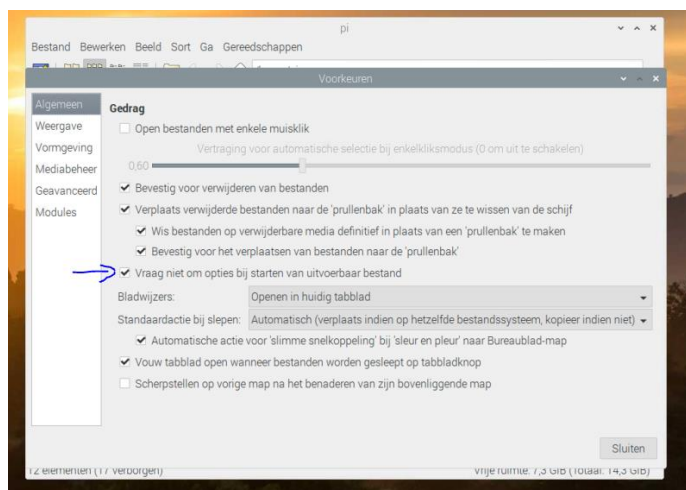 pi
Bestand Bewerken Beeld Sort Ga Gereedschappen
Voorkeuren
Algemeen
Weergave
Vormgeving
Mediabeheer
Geavanceerd
Modules
Gedrag
Open bestanden met enkele muisklik
Vertraging voor automatische selectie bij enkelkliksmodus (0 om uit te schakelen)
0,60
Bevestig voor verwijderen van bestanden
Verplaats verwijderde bestanden naar de 'prullenbak' in plaats van ze te wissen van de schijf
Wis bestanden op verwijderbare media definitief in plaats van een 'prullenbak' te maken
Bevestig voor het verplaatsen van bestanden naar de 'prullenbak'
Vraag niet om opties bij starten van uitvoerbaar bestand
Bladwijzers: Openen in huidig tabblad
Standaardactie bij slepen: Automatisch (verplaats indien op hetzelfde bestandssysteem, kopieer indien niet)
Automatische actie voor 'slimme snelkoppeling' bij 'sleur en pleur' naar Bureaublad-map
Vouw tabblad open wanneer bestanden worden gesleept op tabbladknop
Scherpstellen op vorige map na het benaderen van zijn bovenliggende map
Sluiten
12 elementen (17 verborgen) Vrije ruimte: 7,3 GiB (Totaal: 14,3 GiB)